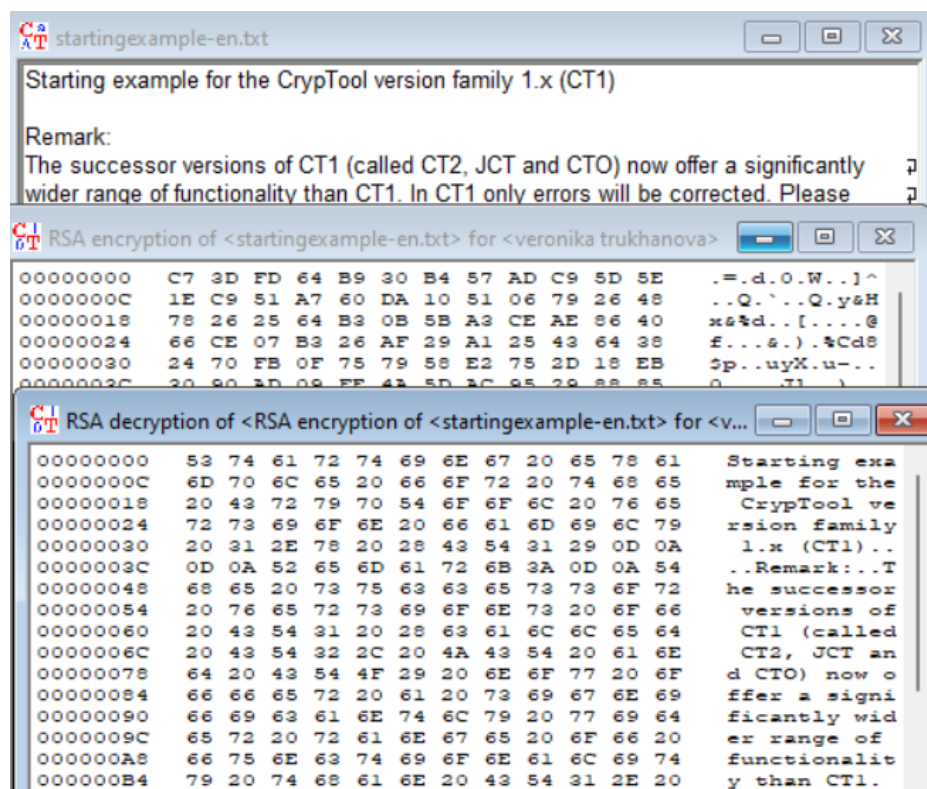 startingexample-en.txt
Starting example for the CrypTool version family 1.x (CT1)
Remark:
The successor versions of CT1 (called CT2, JCT and CTO) now offer a significantly
wider range of functionality than CT1. In CT1 only errors will be corrected. Please
RSA encryption of <startingexample-en.txt> for <veronika trukhanova>
00000000 C7 3D FD 64 B9 30 B4 57 AD C9 5D 5E .=.d.0.W..]^
0000000C 1E C9 51 A7 60 DA 10 51 06 79 26 48 ..Q.`..Q.y&H
00000018 78 26 25 64 B3 0B 5B A3 CE AE 86 40 x&%d..[....@
00000024 66 CE 07 B3 26 AF 29 A1 25 43 64 38 f...&.).%Cd8
00000030 24 70 FB 0F 75 79 58 E2 75 2D 18 EB $p..uyX.u-..
0000003C 30 90 AD 09 FF 4A 5D AC 95 29 88 85
RSA decryption of <RSA encryption of <startingexample-en.txt> for <v...
00000000 53 74 61 72 74 69 6E 67 20 65 78 61 Starting exa
0000000C 6D 70 6C 65 20 66 6F 72 20 74 68 65 mple for the
00000018 20 43 72 79 70 54 6F 6F 6C 20 76 65 CrypTool ve
00000024 72 73 69 6F 6E 20 66 61 6D 69 6C 79 rsion family
00000030 20 31 2E 78 20 28 43 54 31 29 0D 0A 1.x (CT1)..
0000003C 0D 0A 52 65 6D 61 72 6B 3A 0D 0A 54 ..Remark:..T
00000048 68 65 20 73 75 63 63 65 73 73 6F 72 he successor
00000054 20 76 65 72 73 69 6F 6E 73 20 6F 66 versions of
00000060 20 43 54 31 20 28 63 61 6C 6C 65 64 CT1 (called
0000006C 20 43 54 32 2C 20 4A 43 54 20 61 6E CT2, JCT an
00000078 64 20 43 54 4F 29 20 6E 6F 77 20 6F d CTO) now o
00000084 66 66 65 72 20 61 20 73 69 67 6E 69 ffer a signi
00000090 66 69 63 61 6E 74 6C 79 20 77 69 64 ficantly wid
0000009C 65 72 20 72 61 6E 67 65 20 6F 66 20 er range of
000000A8 66 75 6E 63 74 69 6F 6E 61 6C 69 74 functionalit
000000B4 79 20 74 68 61 6E 20 43 54 31 2E 20 y than CT1.